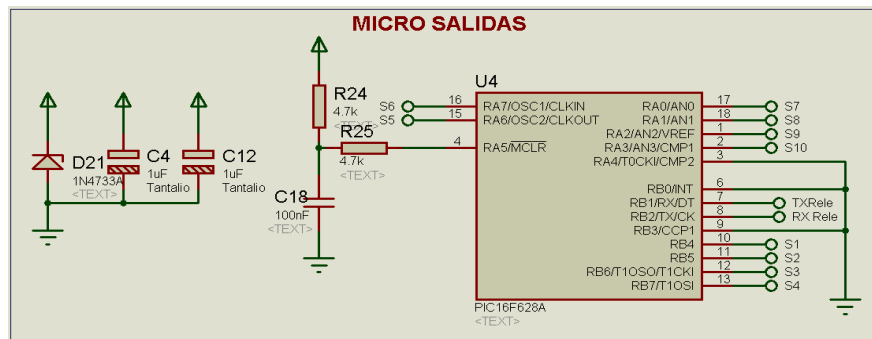 MICRO SALIDAS
D21
1N4733A
<TEXT>
C4
1uF
Tantalio
C12
1uF
Tantalio
<TEXT>
R24
4.7k
<TEXT>
R25
4.7k
<TEXT>
C18
100nF
<TEXT>
S6
S5
U4
16 RA7/OSC1/CLKIN
15 RA6/OSC2/CLKOUT
4 RA5/MCLR
RA0/AN0 17 S7
RA1/AN1 18 S8
RA2/AN2/VREF 1 S9
RA3/AN3/CMP1 2 S10
RA4/T0CKI/CMP2 3
RB0/INT 6
RB1/RX/DT 7 TXRele
RB2/TX/CK 8 RX Rele
RB3/CCP1 9
RB4 10 S1
RB5 11 S2
RB6/T1OSO/T1CKI 12 S3
RB7/T1OSI 13 S4
PIC16F628A
<TEXT>